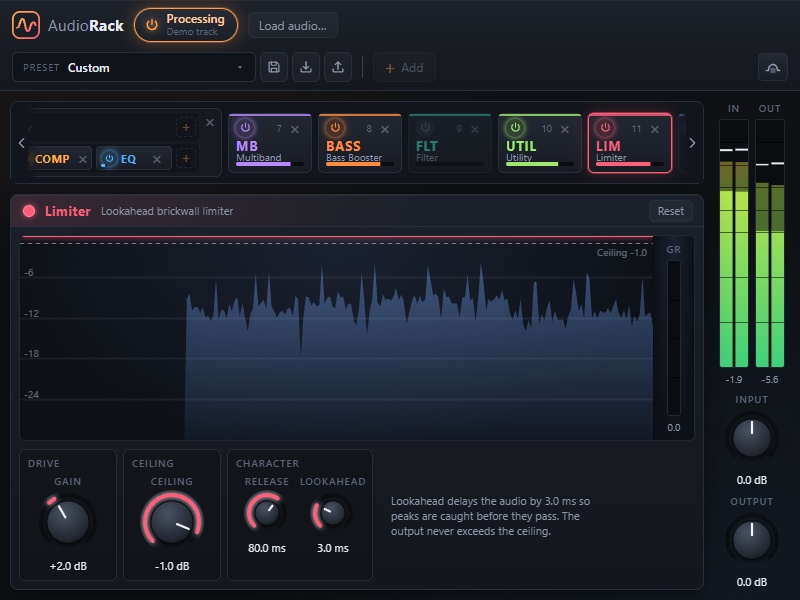 AudioRack
Processing
Demo track
Load audio...
PRESET Custom
+ Add
COMP
EQ
7
MB
Multiband
8
BASS
Bass Booster
9
FLT
Filter
10
UTIL
Utility
11
LIM
Limiter
IN OUT
Limiter Lookahead brickwall limiter
Reset
Ceiling -1.0
GR
-6
-12
-18
-24
0.0
-1.9 -5.6
INPUT
0.0 dB
OUTPUT
0.0 dB
DRIVE
GAIN
+2.0 dB
CEILING
CEILING
-1.0 dB
CHARACTER
RELEASE LOOKAHEAD
80.0 ms 3.0 ms
Lookahead delays the audio by 3.0 ms so
peaks are caught before they pass. The
output never exceeds the ceiling.